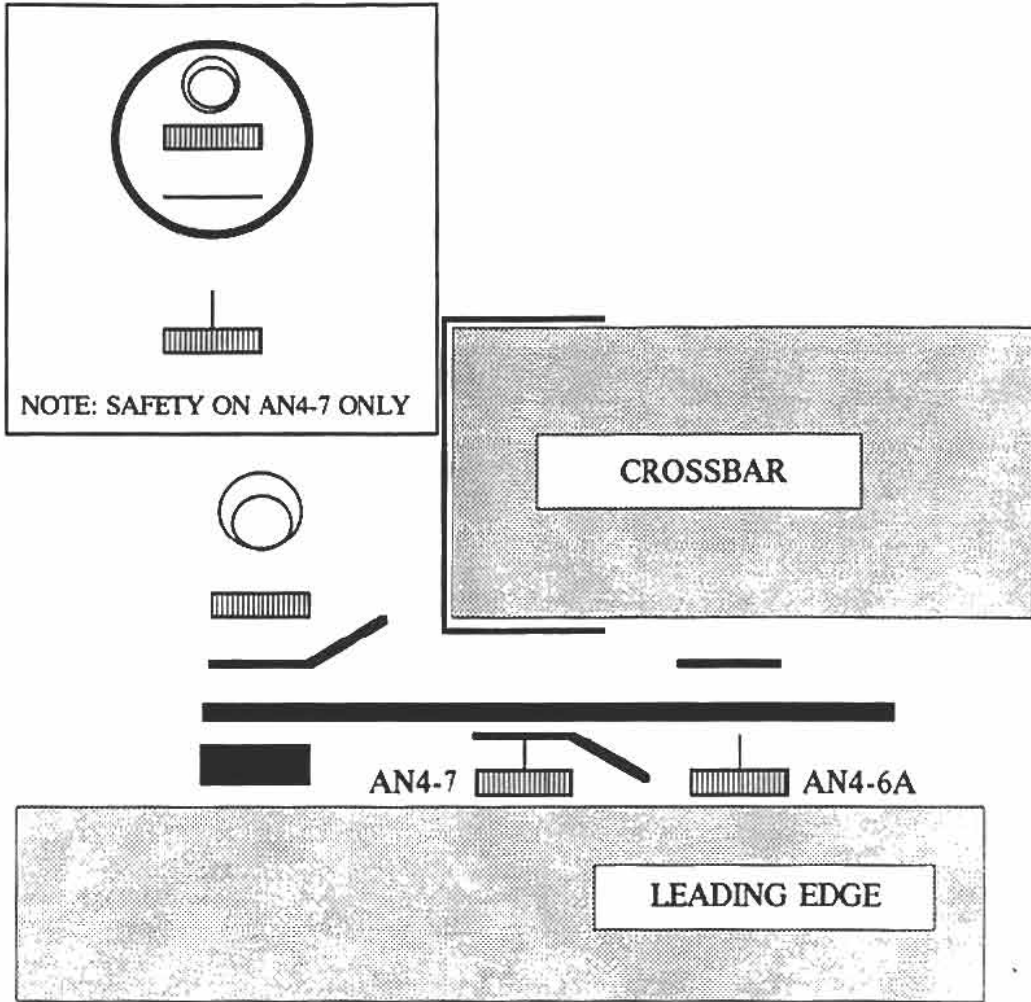 NOTE: SAFETY ON AN4-7 ONLY
CROSSBAR
AN4-7
AN4-6A
LEADING EDGE